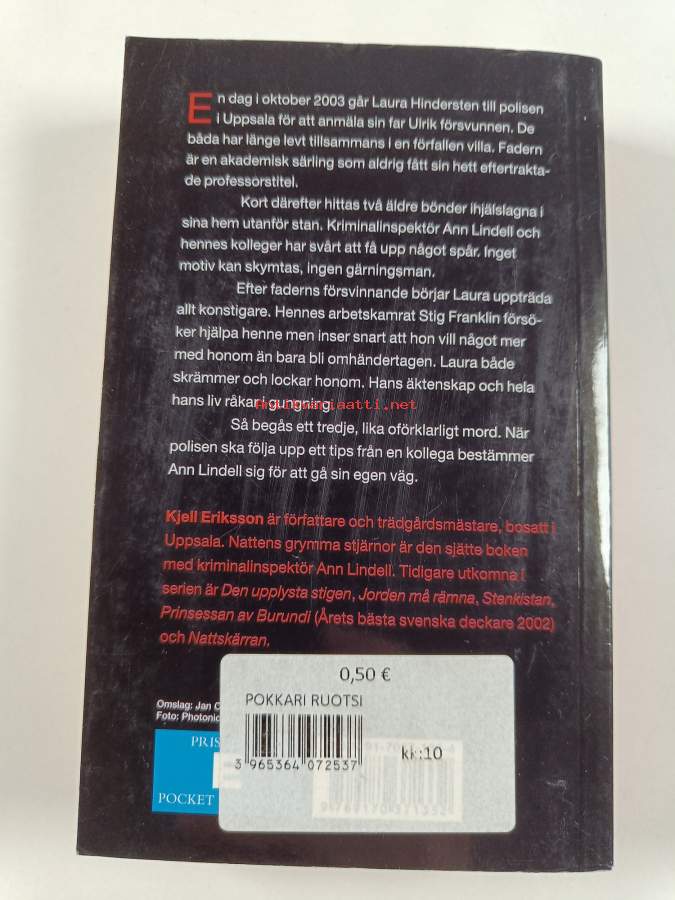 En dag i oktober 2003 går Laura Hindersten till polisen
i Uppsala för att anmäla sin far Ulrik försvunnen. De
båda har länge levt tillsammans i en förfallen villa. Fadern
är en akademisk särling som aldrig fått sin hett eftertrakta-
de professorstitel.
Kort därefter hittas två äldre bönder ihjälslagna i
sina hem utanför stan. Kriminalinspektör Ann Lindell och
hennes kolleger har svårt att få upp något spår. Inget
motiv kan skymtas, ingen gärningsman.
Efter faderns försvinnande börjar Laura uppträda
allt konstigare. Hennes arbetskamrat Stig Franklin försö-
ker hjälpa henne men inser snart att hon vill något mer
med honom än bara bli omhändertagen. Laura både
skrämmer och lockar honom. Hans äktenskap och hela
hans liv råkar i gungning.
Antikvariaatti.net
Så begås ett tredje, lika oförklarligt mord. När
polisen ska följa upp ett tips från en kollega bestämmer
Ann Lindell sig för att gå sin egen väg.
Kjell Eriksson är författare och trädgårdsmästare, bosatt i
Uppsala. Nattens grymma stjärnor är den sjätte boken
med kriminalinspektör Ann Lindell. Tidigare utkomna i
serien är Den upplysta stigen, Jorden må rämna, Stenkistan,
Prinsessan av Burundi (Årets bästa svenska deckare 2002)
och Nattskärran.
0,50 €
POKKARI RUOTSI
Omslag: Jan
Foto:
kk:10
PRIS
3 965364 072537
POCKET